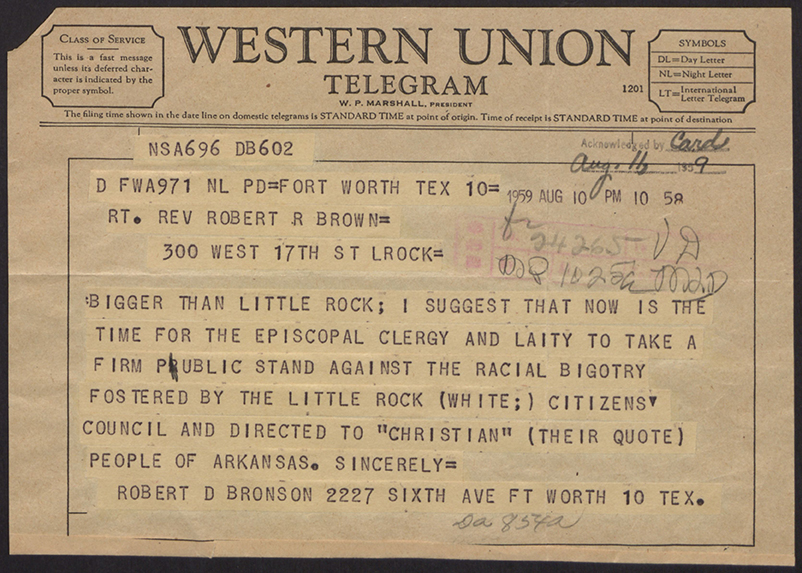 CLASS OF SERVICE
This is a fast message
unless its deferred char-
acter is indicated by the
proper symbol.
WESTERN UNION
TELEGRAM
W. P. MARSHALL, PRESIDENT
1201
SYMBOLS
DL=Day Letter
NL=Night Letter
LT=International
Letter Telegram
The filing time shown in the date line on domestic telegrams is STANDARD TIME at point of origin. Time of receipt is STANDARD TIME at point of destination
NSA696 DB602
Acknowledged by Card
Aug. 1959
D FWA971 NL PD=FORT WORTH TEX 10=
1959 AUG 10 PM 10 58
RT. REV ROBERT R BROWN=
300 WEST 17TH ST LROCK=
24265
BIGGER THAN LITTLE ROCK; I SUGGEST THAT NOW IS THE
TIME FOR THE EPISCOPAL CLERGY AND LAITY TO TAKE A
FIRM PUBLIC STAND AGAINST THE RACIAL BIGOTRY
FOSTERED BY THE LITTLE ROCK (WHITE;) CITIZENS'
COUNCIL AND DIRECTED TO "CHRISTIAN" (THEIR QUOTE)
PEOPLE OF ARKANSAS. SINCERELY=
ROBERT D BRONSON 2227 SIXTH AVE FT WORTH 10 TEX.
Da 854a